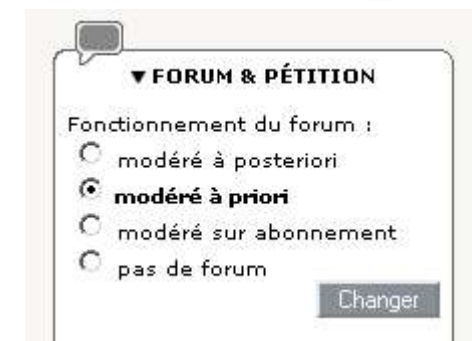 ▼ FORUM & PÉTITION
Fonctionnement du forum :
modéré à posteriori
modéré à priori
modéré sur abonnement
pas de forum
Changer